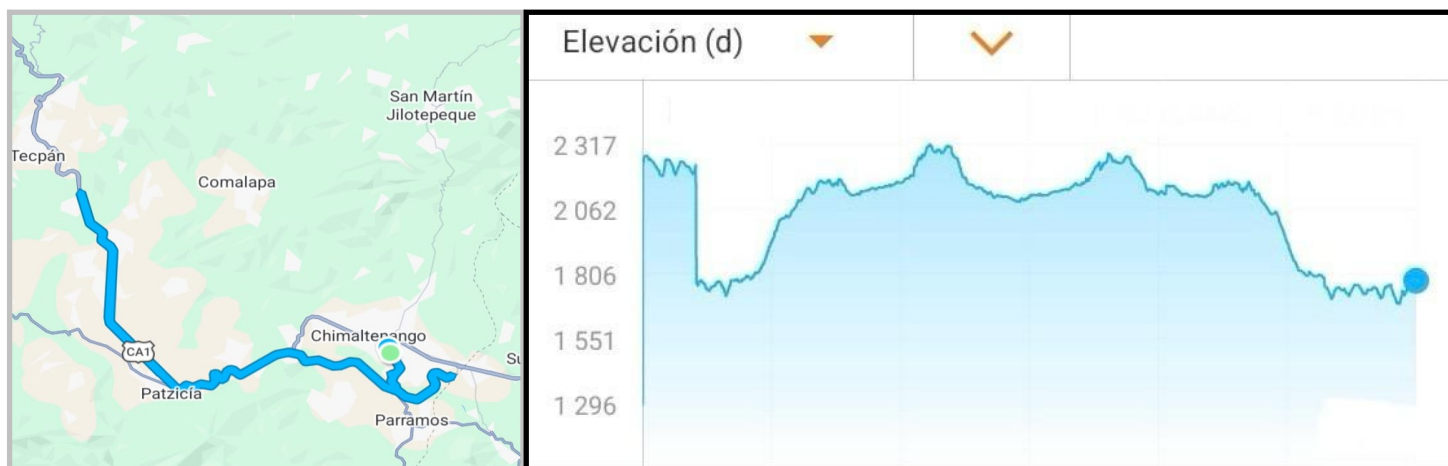 San Martín
Jilotepeque
Tecpán
Comalapa
Chimaltenango
Su
CA1
Patzicía
Parramos
Elevación (d)
2 317
2 062
1 806
1 551
1 296